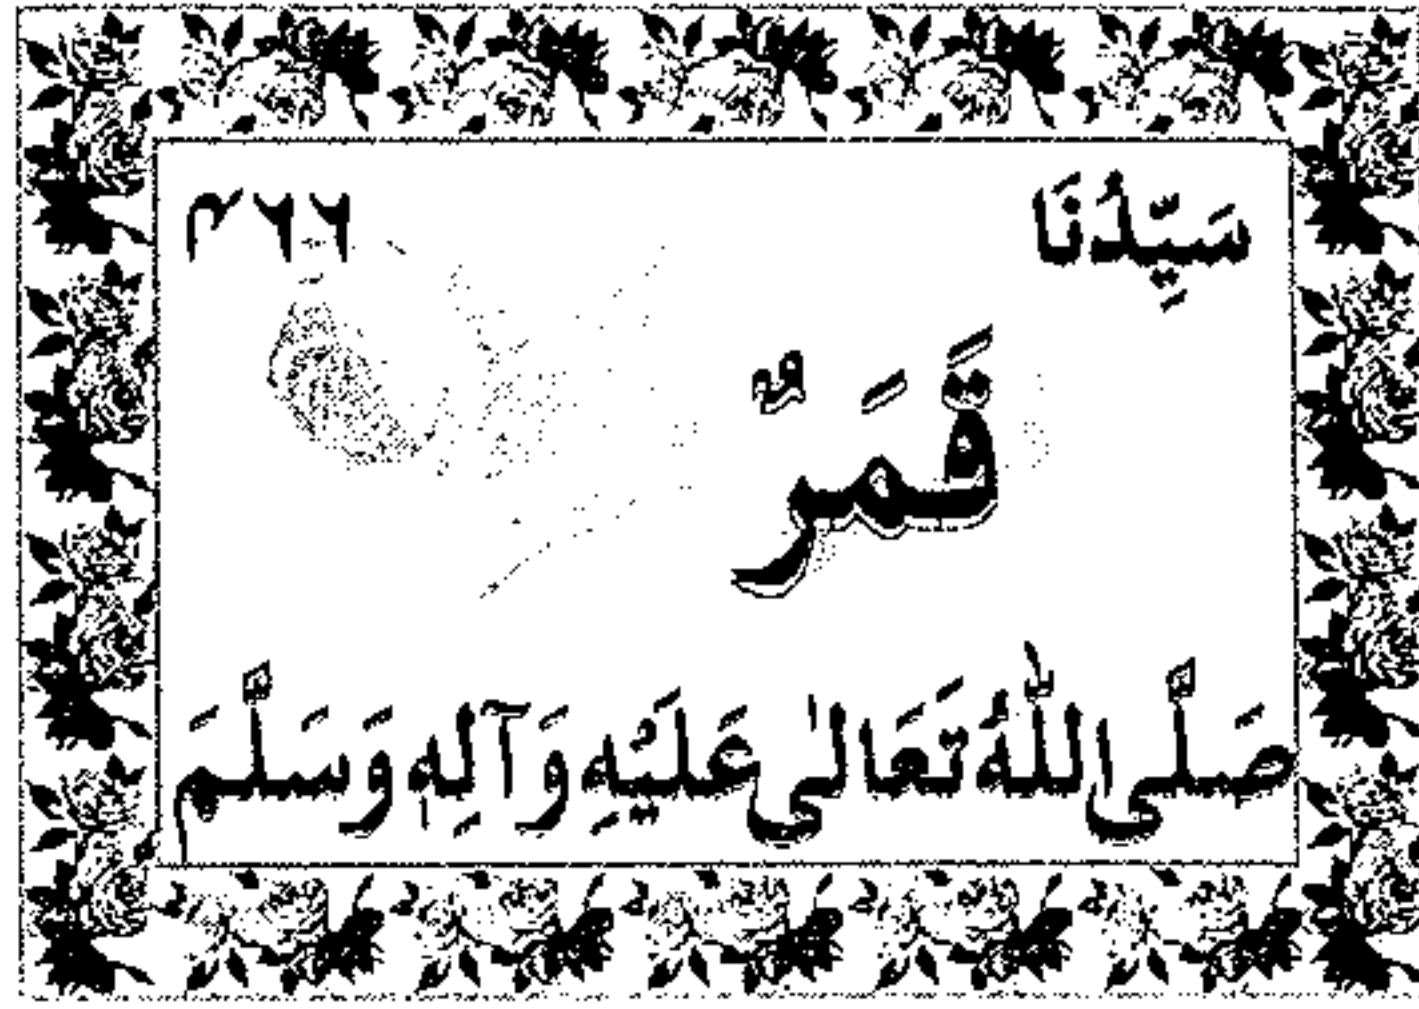 سَيِّدُنَا ۲۶۶
قَمَرٌ
صَلَّى اللّٰهُ تَعَالٰى عَلَيْهِ وَآلِهٖ وَسَلَّمَ